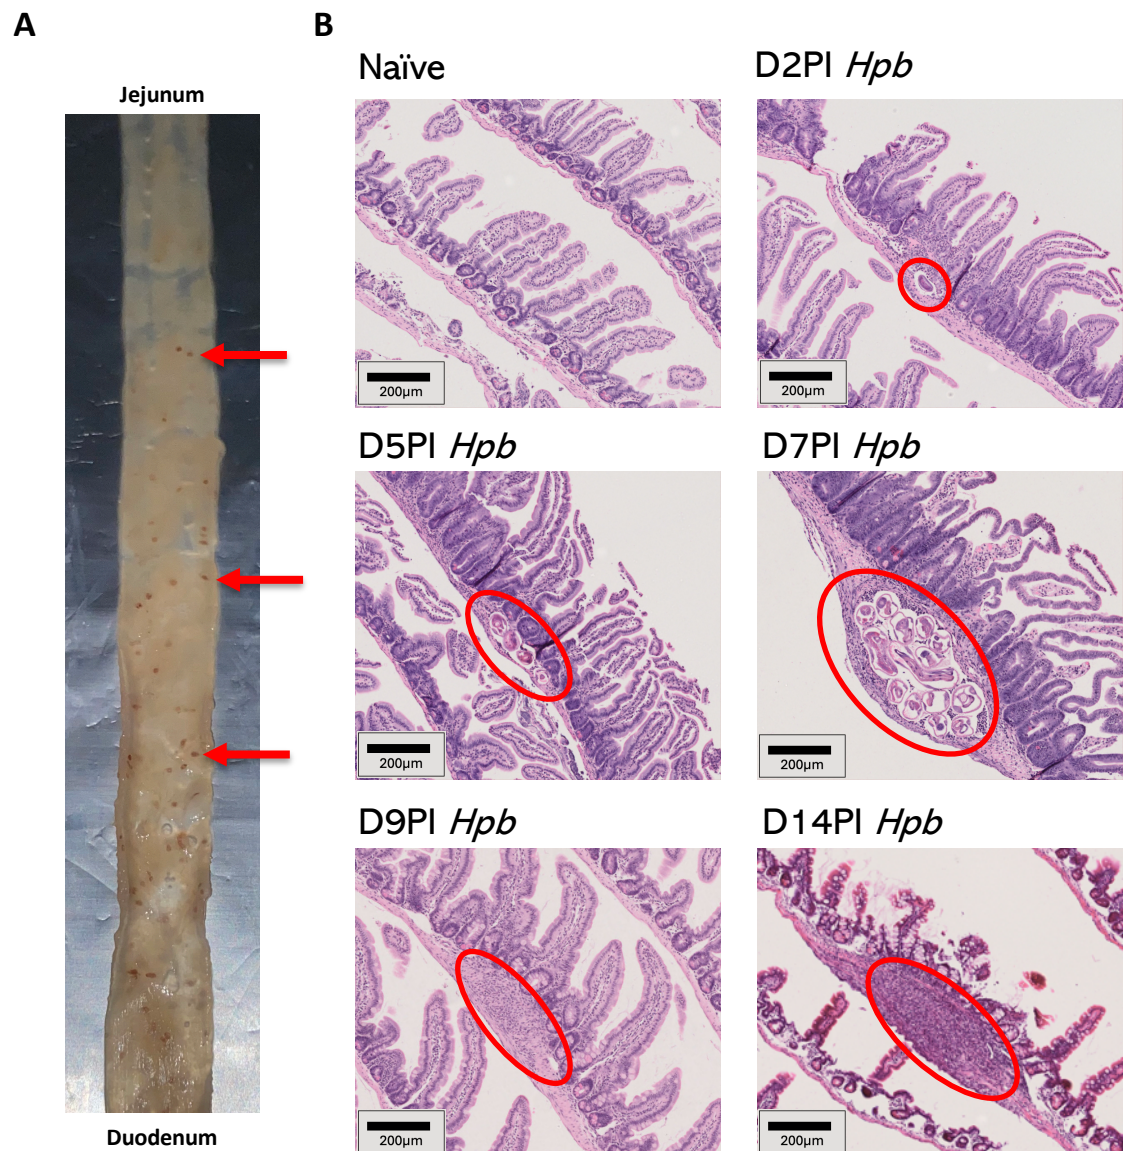 A
B
Jejunum
Duodenum
Naïve
D2PI Hpb
200µm
200µm
D5PI Hpb
D7PI Hpb
200µm
200µm
D9PI Hpb
D14PI Hpb
200µm
200µm